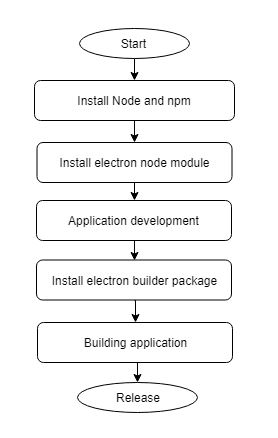 Start
Install Node and npm
Install electron node module
Application development
Install electron builder package
Building application
Release